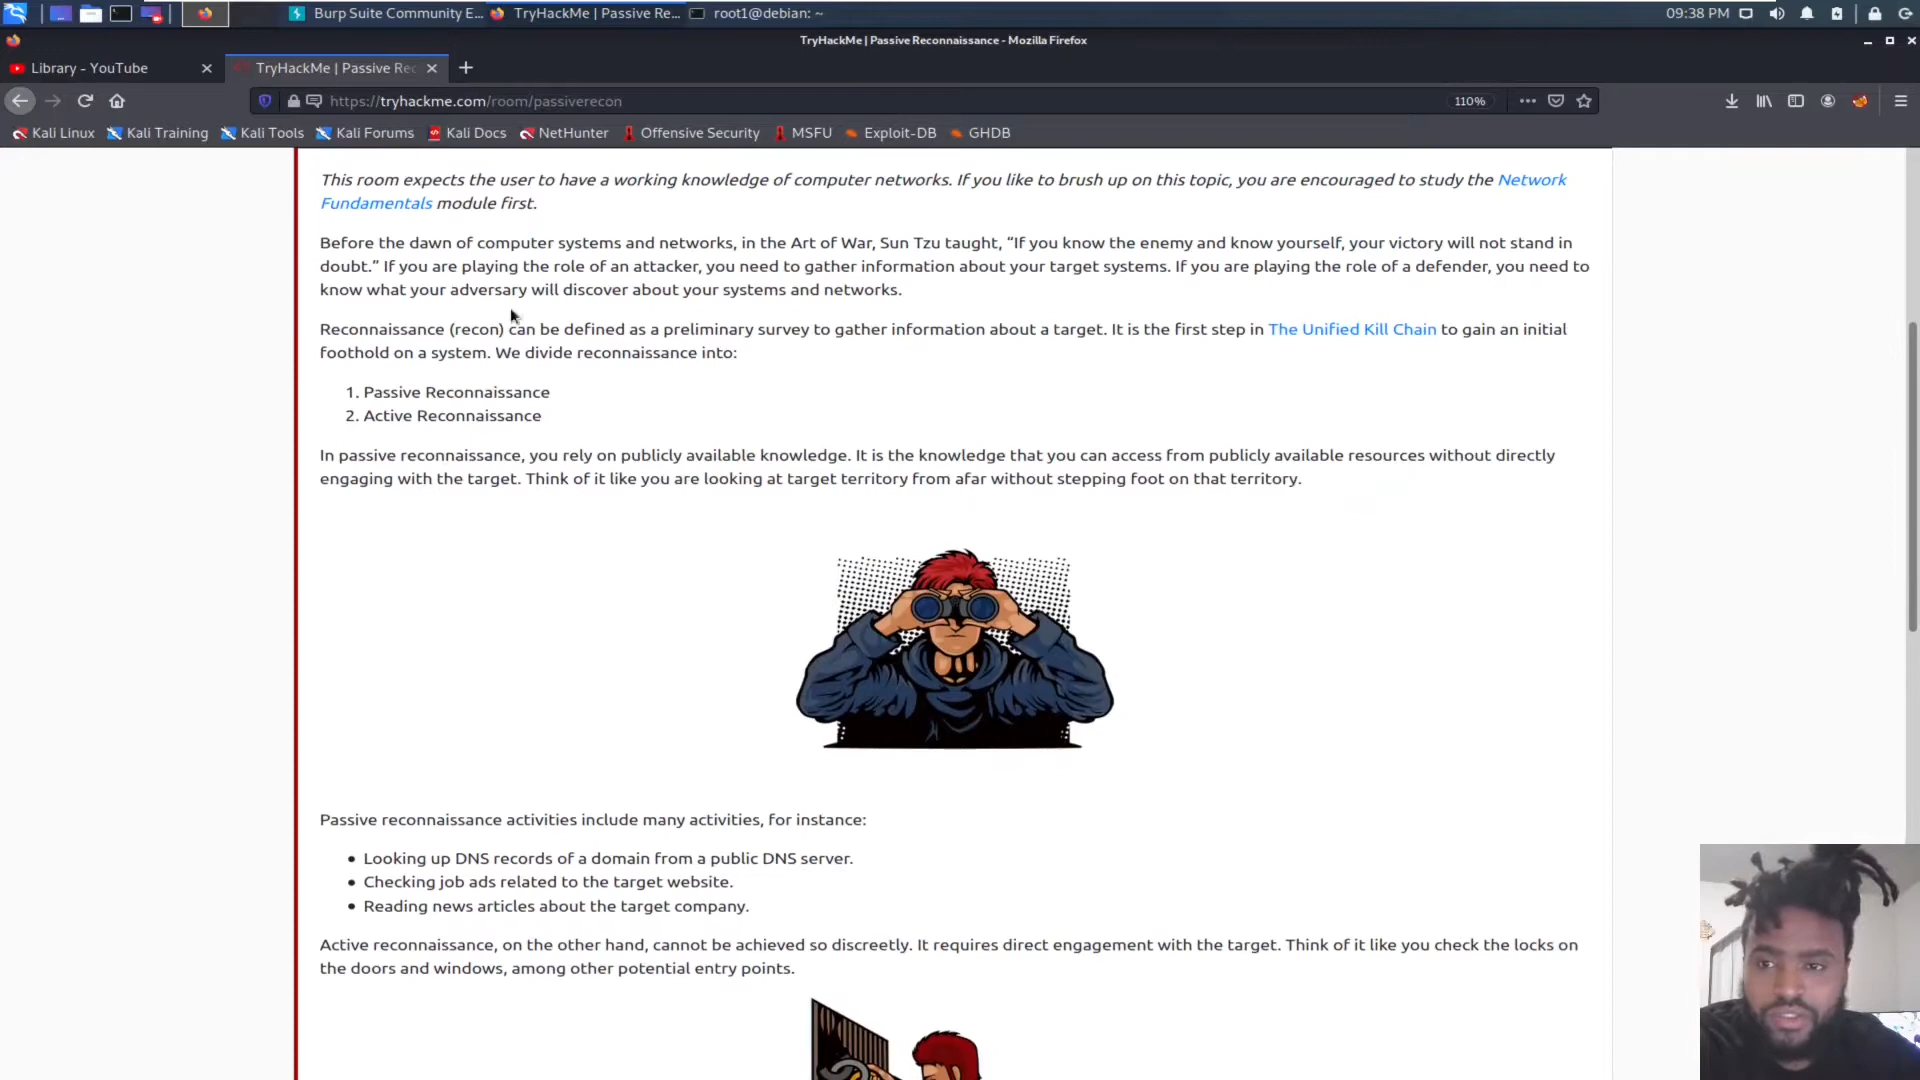 Burp Suite Community E...
TryHackMe | Passive Re...
root1@debian: ~
09:38 PM
TryHackMe | Passive Reconnaissance - Mozilla Firefox
Library - YouTube
TryHackMe | Passive Rec
https://tryhackme.com/room/passiverecon
110%
Kali Linux
Kali Training
Kali Tools
Kali Forums
Kali Docs
NetHunter
Offensive Security
MSFU
Exploit-DB
GHDB
This room expects the user to have a working knowledge of computer networks. If you like to brush up on this topic, you are encouraged to study the Network
Fundamentals module first.
Before the dawn of computer systems and networks, in the Art of War, Sun Tzu taught, “If you know the enemy and know yourself, your victory will not stand in
doubt.” If you are playing the role of an attacker, you need to gather information about your target systems. If you are playing the role of a defender, you need to
know what your adversary will discover about your systems and networks.
Reconnaissance (recon) can be defined as a preliminary survey to gather information about a target. It is the first step in The Unified Kill Chain to gain an initial
foothold on a system. We divide reconnaissance into:
1. Passive Reconnaissance
2. Active Reconnaissance
In passive reconnaissance, you rely on publicly available knowledge. It is the knowledge that you can access from publicly available resources without directly
engaging with the target. Think of it like you are looking at target territory from afar without stepping foot on that territory.
Passive reconnaissance activities include many activities, for instance:
• Looking up DNS records of a domain from a public DNS server.
• Checking job ads related to the target website.
• Reading news articles about the target company.
Active reconnaissance, on the other hand, cannot be achieved so discreetly. It requires direct engagement with the target. Think of it like you check the locks on
the doors and windows, among other potential entry points.